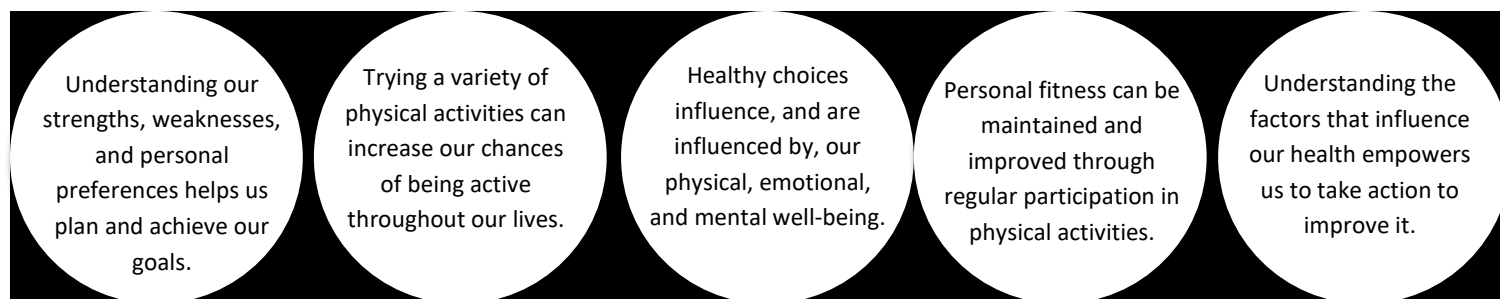 Understanding our
strengths, weaknesses,
and personal
preferences helps us
plan and achieve our
goals.
Trying a variety of
physical activities can
increase our chances
of being active
throughout our lives.
Healthy choices
influence, and are
influenced by, our
physical, emotional,
and mental well-being.
Personal fitness can be
maintained and
improved through
regular participation in
physical activities.
Understanding the
factors that influence
our health empowers
us to take action to
improve it.